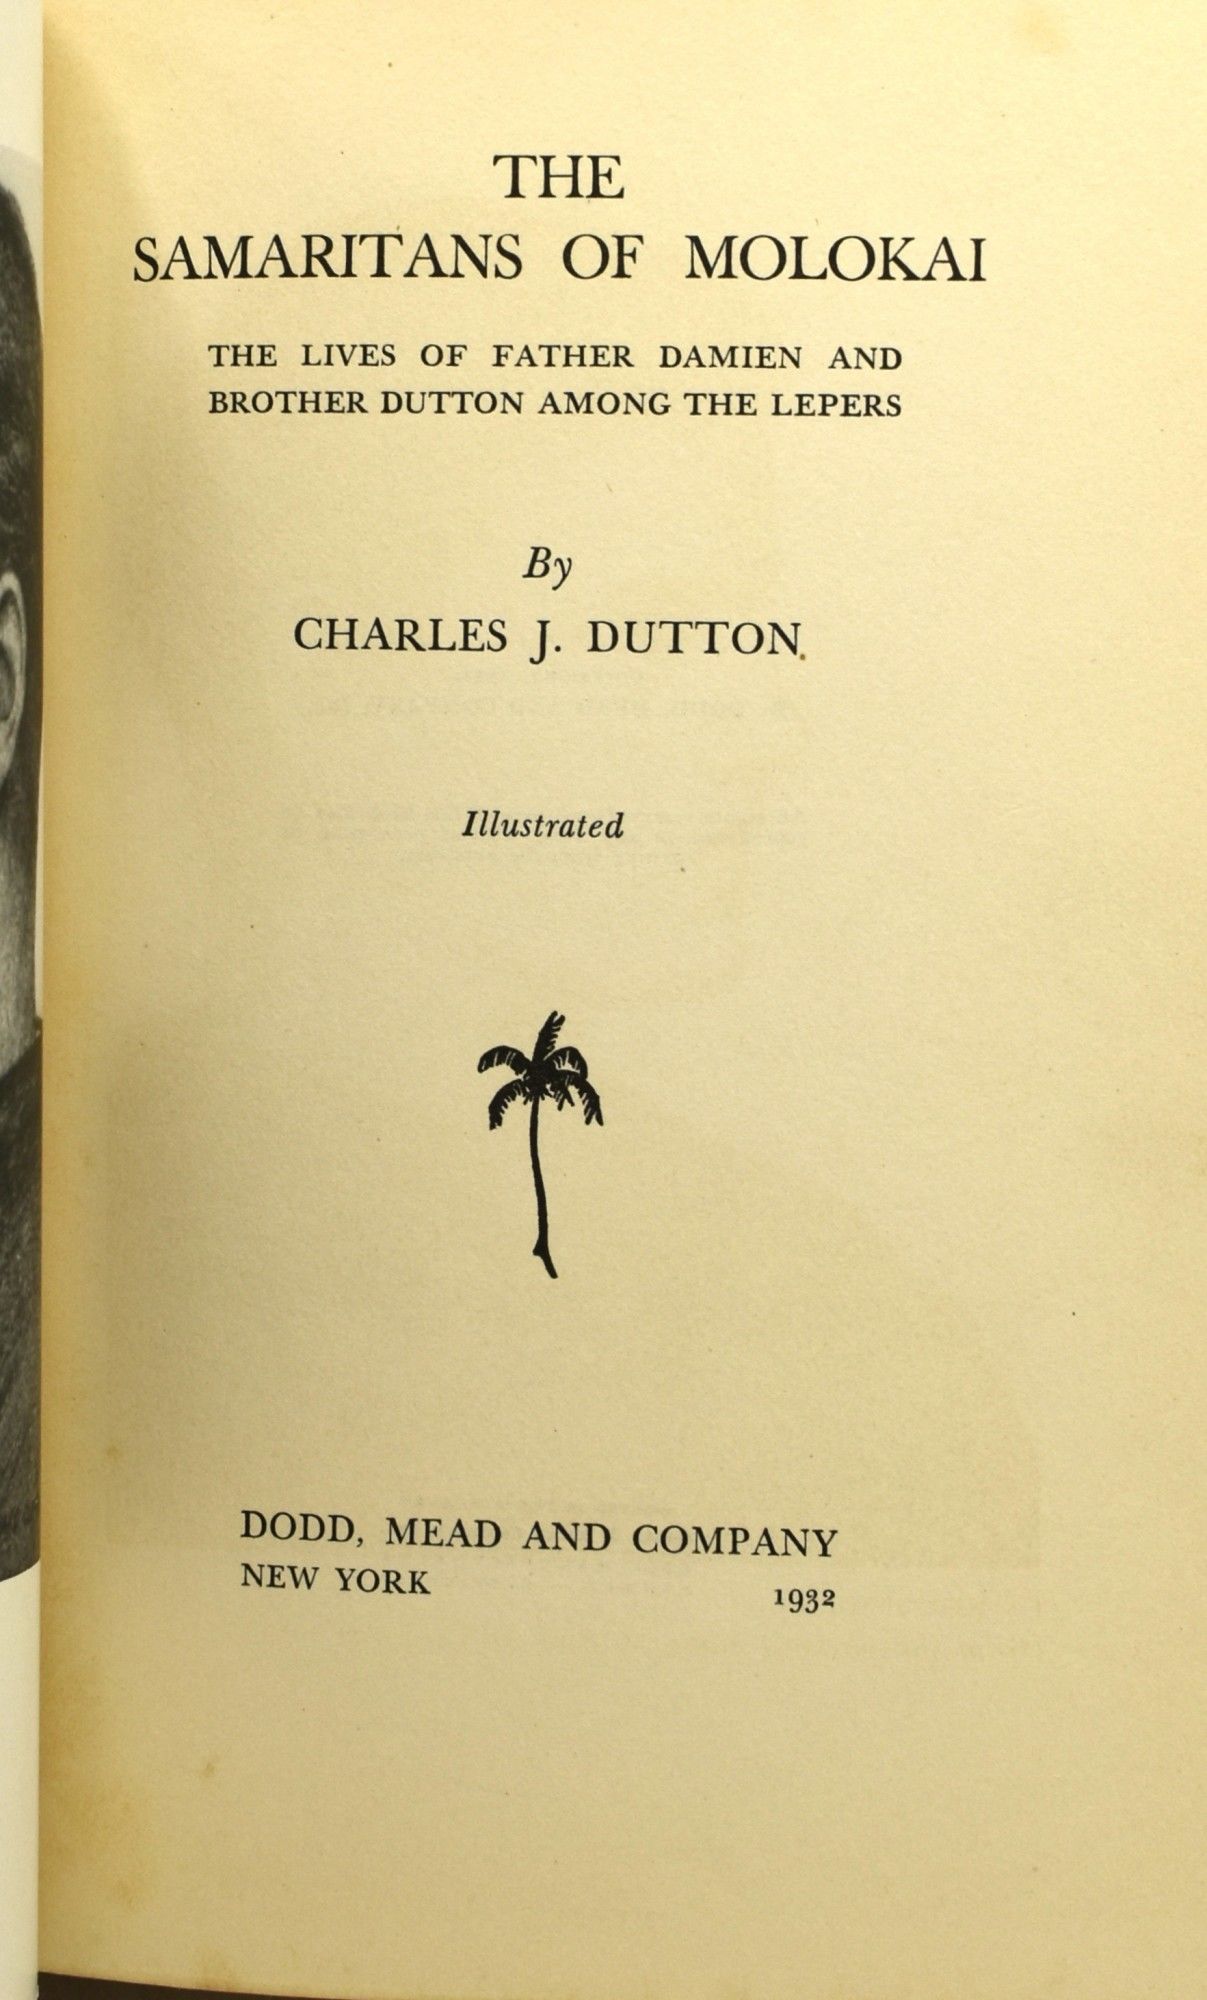 THE
SAMARITANS OF MOLOKAI
THE LIVES OF FATHER DAMIEN AND
BROTHER DUTTON AMONG THE LEPERS
By
CHARLES J. DUTTON
Illustrated
DODD, MEAD AND COMPANY
NEW YORK 1932